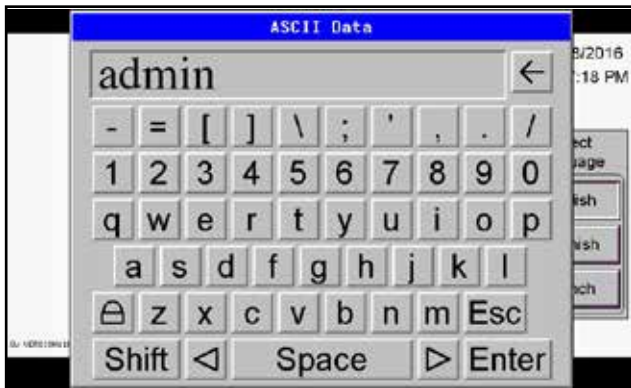 ASCII Data
admin
8/2016
:18 PM
- = [ ] \ ; ' , . /
1 2 3 4 5 6 7 8 9 0
q w e r t y u i o p
a s d f g h j k l
z x c v b n m Esc
Shift Space Enter
ect
uage
ish
nish
nch